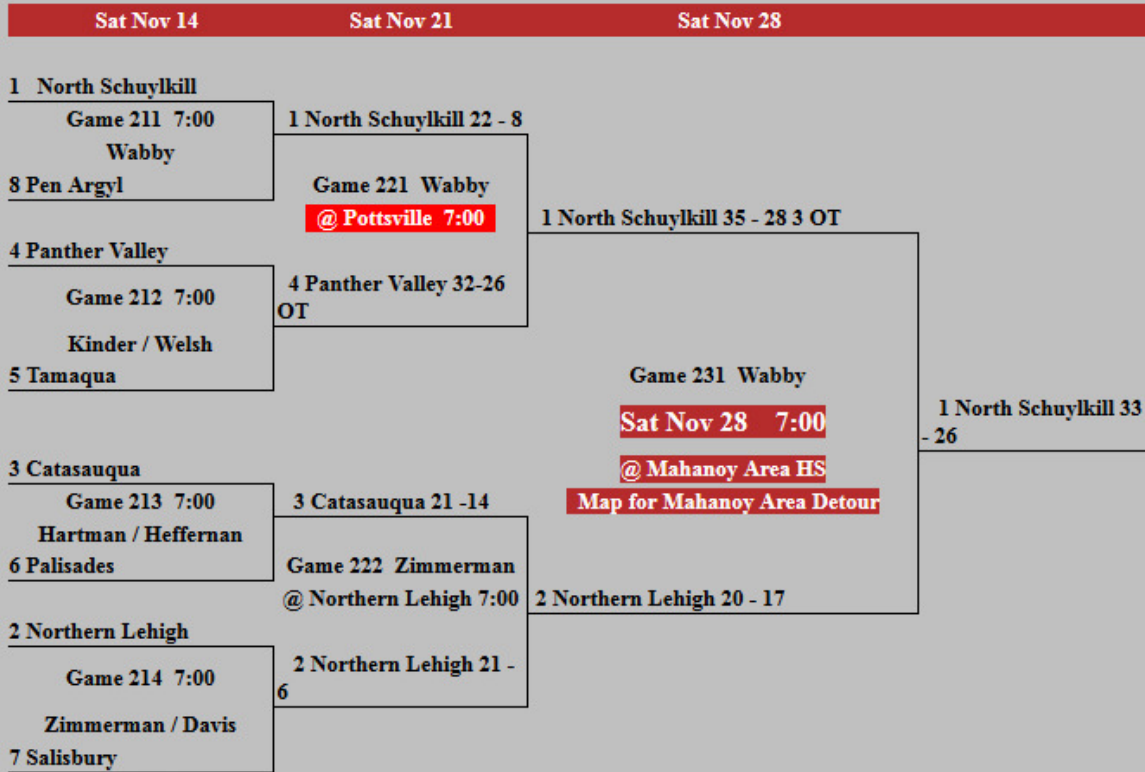 Sat Nov 14
Sat Nov 21
Sat Nov 28
1 North Schuylkill
Game 211 7:00
Wabby
8 Pen Argyl
4 Panther Valley
Game 212 7:00
Kinder / Welsh
5 Tamaqua
3 Catasauqua
Game 213 7:00
Hartman / Heffernan
6 Palisades
2 Northern Lehigh
Game 214 7:00
Zimmerman / Davis
7 Salisbury
1 North Schuylkill 22 - 8
Game 221 Wabby
@ Pottsville 7:00
4 Panther Valley 32-26
OT
3 Catasauqua 21 -14
Game 222 Zimmerman
@ Northern Lehigh 7:00
2 Northern Lehigh 21 -
6
1 North Schuylkill 35 - 28 3 OT
Game 231 Wabby
Sat Nov 28 7:00
@ Mahanoy Area HS
Map for Mahanoy Area Detour
2 Northern Lehigh 20 - 17
1 North Schuylkill 33
- 26